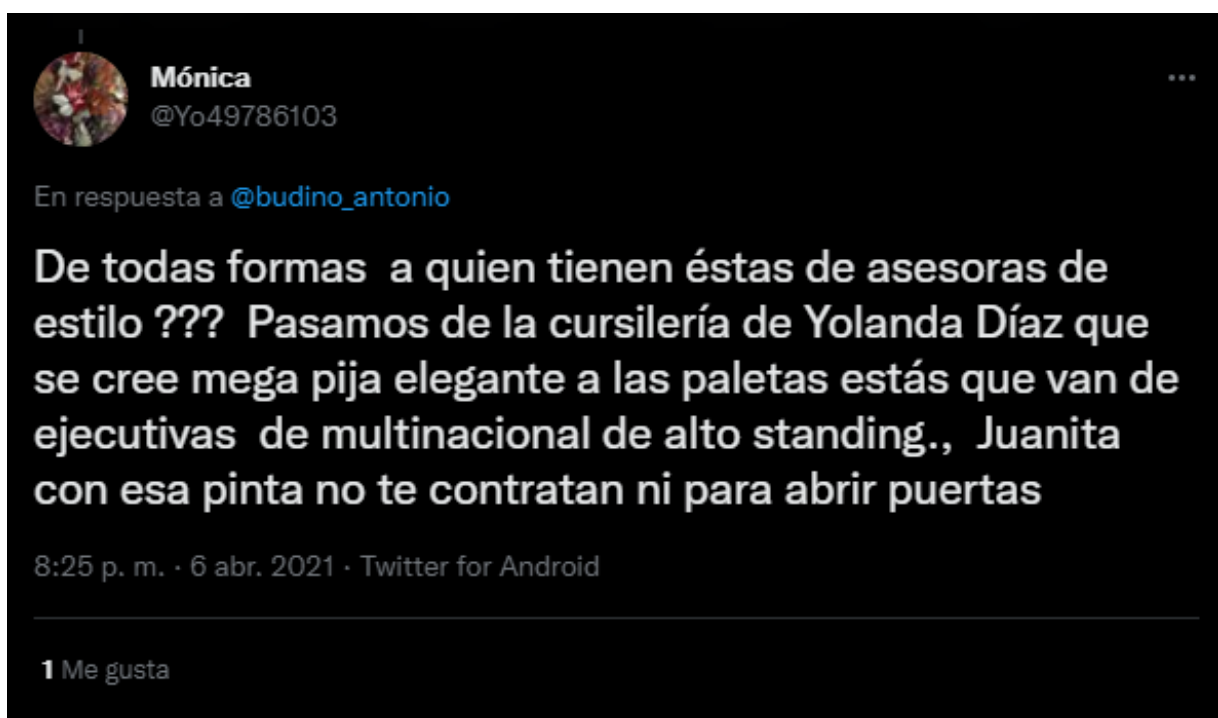 Mónica
@Yo49786103
En respuesta a @budino_antonio
De todas formas  a quien tienen éstas de asesoras de
estilo ???  Pasamos de la cursilería de Yolanda Díaz que
se cree mega pija elegante a las paletas estás que van de
ejecutivas  de multinacional de alto standing.,  Juanita
con esa pinta no te contratan ni para abrir puertas
8:25 p. m. · 6 abr. 2021 · Twitter for Android
1 Me gusta